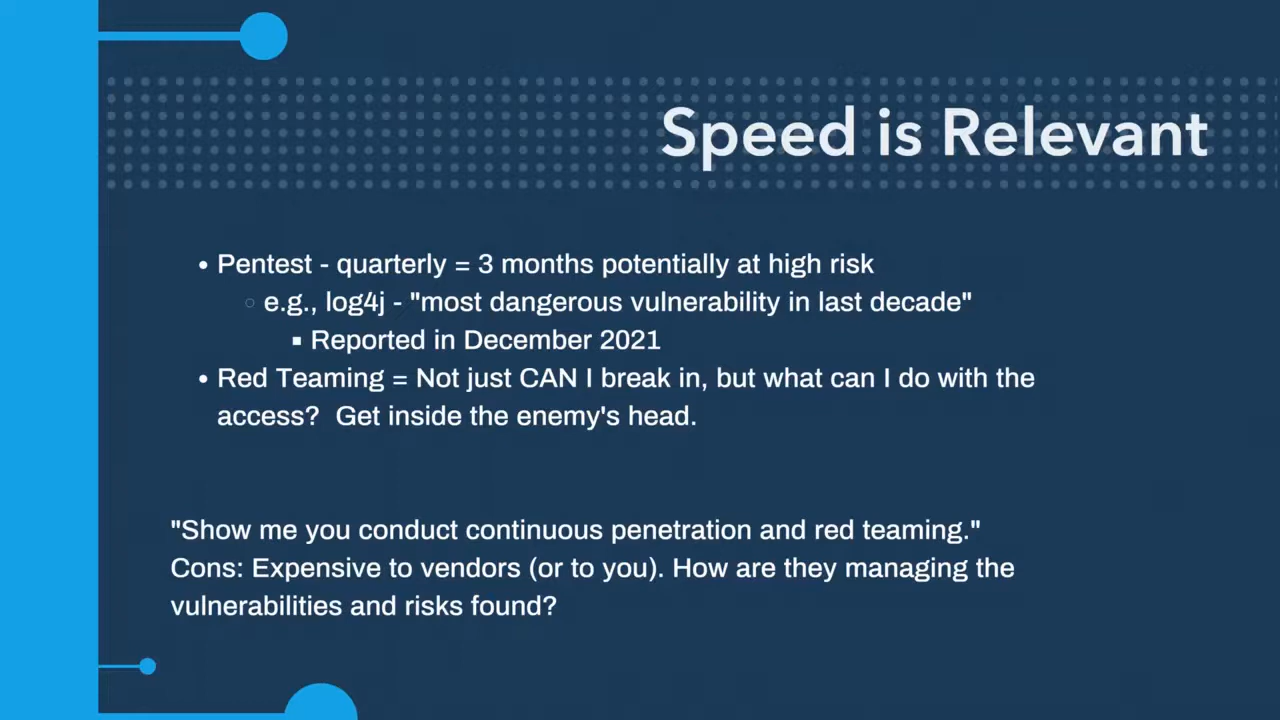 Speed is Relevant
• Pentest - quarterly = 3 months potentially at high risk
○ e.g., log4j - "most dangerous vulnerability in last decade"
▪ Reported in December 2021
• Red Teaming = Not just CAN I break in, but what can I do with the
access?  Get inside the enemy's head.
"Show me you conduct continuous penetration and red teaming."
Cons: Expensive to vendors (or to you). How are they managing the
vulnerabilities and risks found?